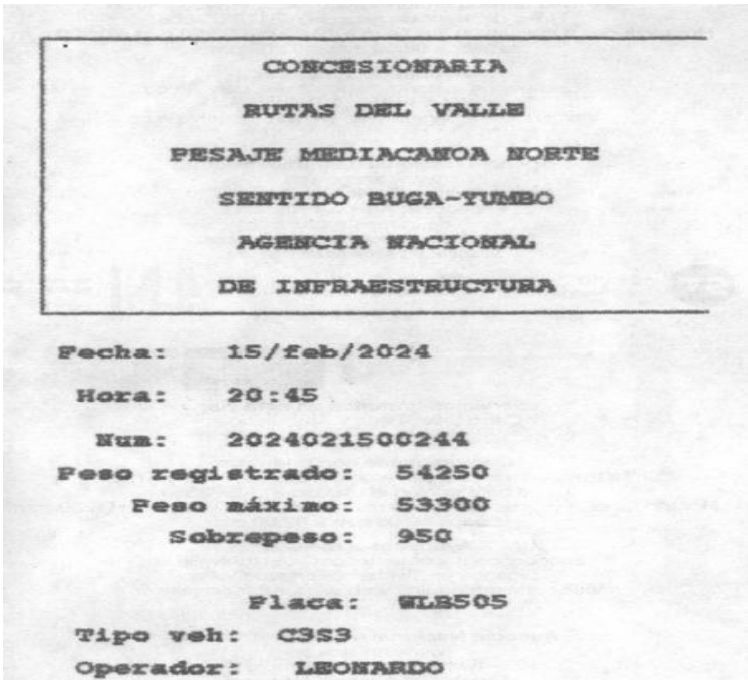 CONCESIONARIA
RUTAS DEL VALLE
PESAJE MEDIACANOA NORTE
SENTIDO BUGA-YUMBO
AGENCIA NACIONAL
DE INFRAESTRUCTURA
Fecha: 15/feb/2024
Hora: 20:45
Num: 2024021500244
Peso registrado: 54250
Peso máximo: 53300
Sobrepeso: 950
Placa: WLB505
Tipo veh: C3S3
Operador: LEONARDO